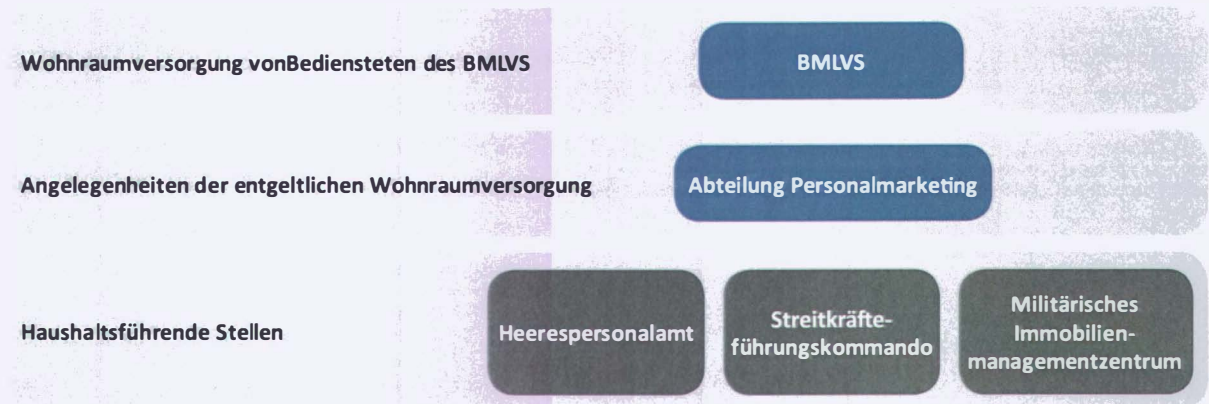 Wohnraumversorgung vonBediensteten des BMLVS
BMLVS
Angelegenheiten der entgeltlichen Wohnraumversorgung
Abteilung Personalmarketing
Haushaltsführende Stellen
Heerespersonalamt
Streitkräfte-
führungskommando
Militärisches
Immobilien-
managementzentrum